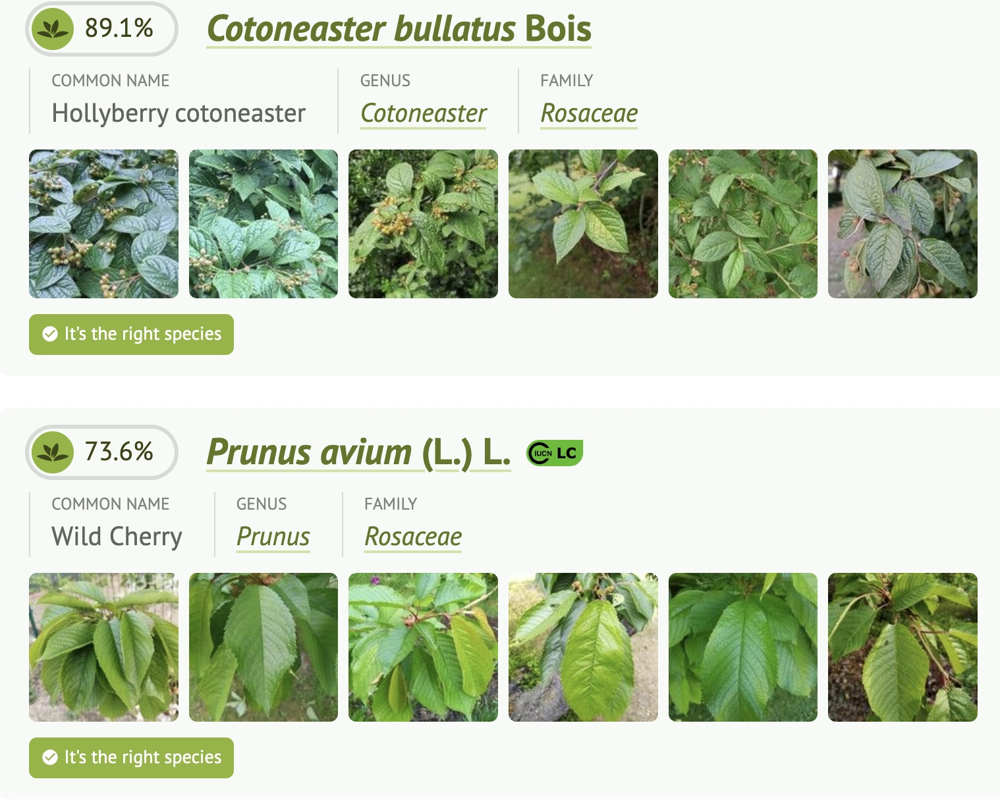 89.1%
Cotoneaster bullatus Bois
COMMON NAME
Hollyberry cotoneaster
GENUS
Cotoneaster
FAMILY
Rosaceae
It's the right species
73.6%
Prunus avium (L.) L.
IUCN LC
COMMON NAME
Wild Cherry
GENUS
Prunus
FAMILY
Rosaceae
It's the right species